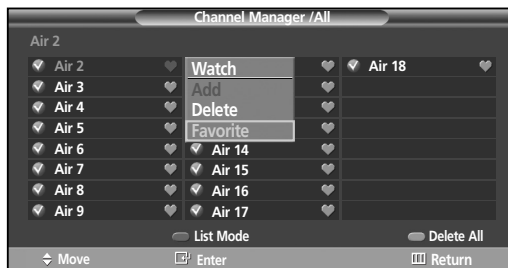 Channel Manager /All
Air 2
Air 2
Air 3
Air 4
Air 5
Air 6
Air 7
Air 8
Air 9
Watch
Add
Delete
Favorite
Air 14
Air 15
Air 16
Air 17
Air 18
List Mode
Delete All
Move
Enter
Return